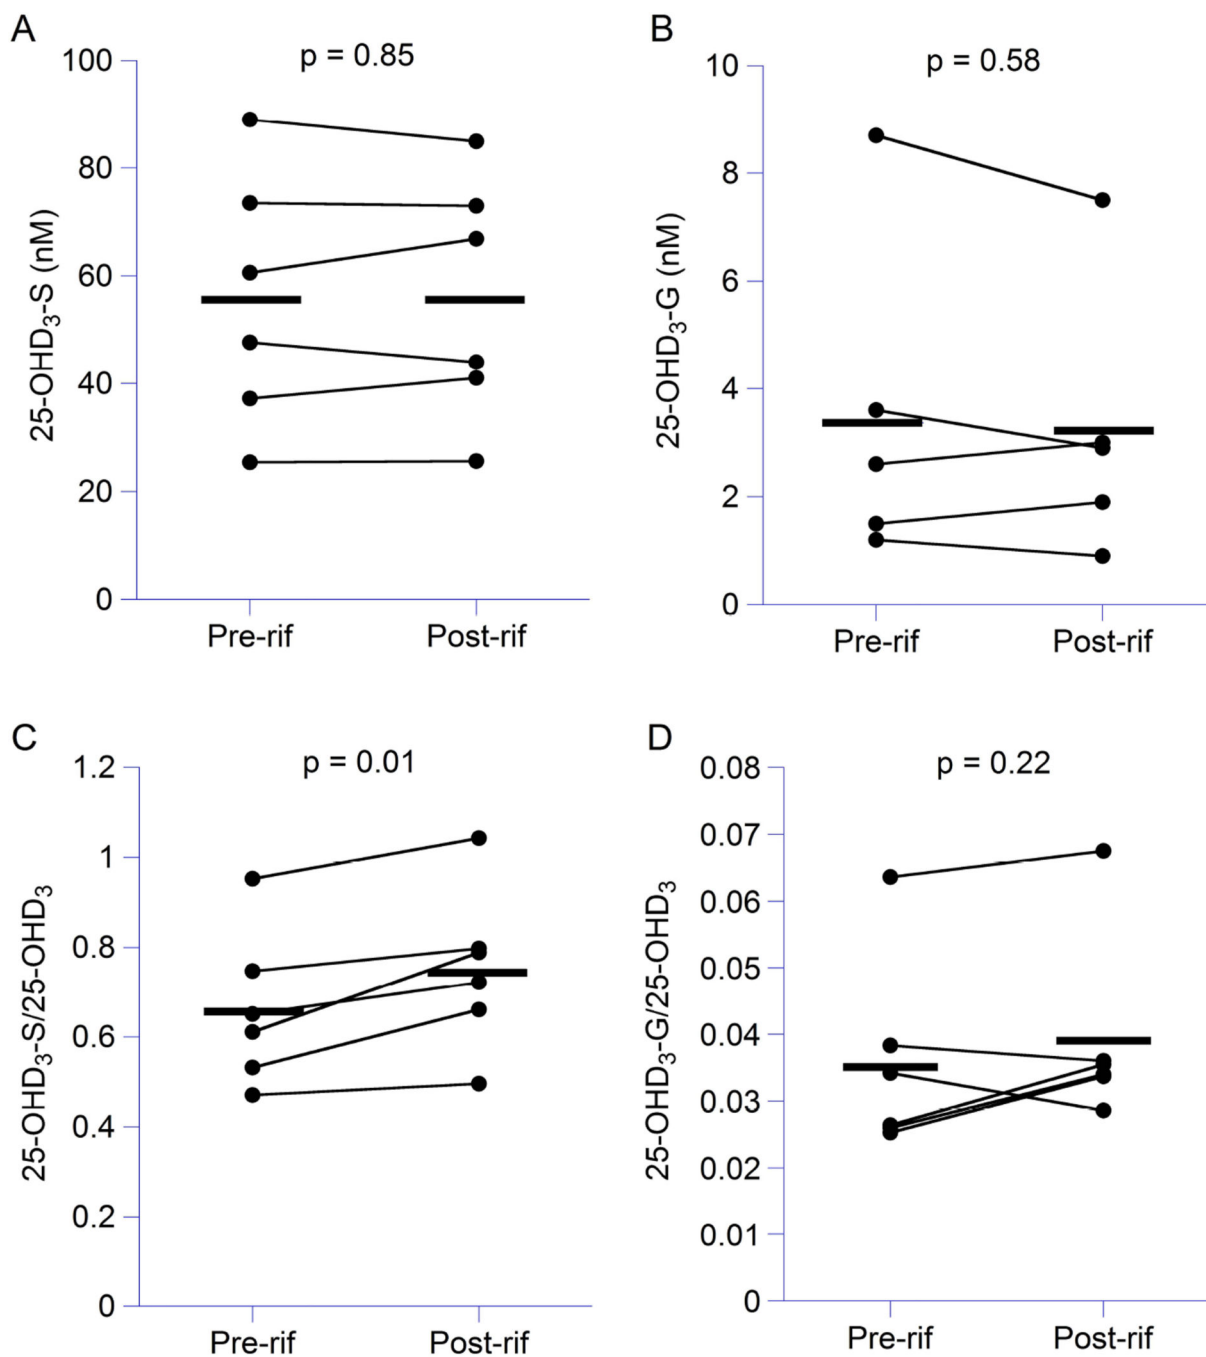 A
p = 0.85
25-OHD₃-S (nM)
100
80
60
40
20
0
Pre-rif
Post-rif
B
p = 0.58
25-OHD₃-G (nM)
10
8
6
4
2
0
Pre-rif
Post-rif
C
p = 0.01
25-OHD₃-S/25-OHD₃
1.2
1
0.8
0.6
0.4
0.2
0
Pre-rif
Post-rif
D
p = 0.22
25-OHD₃-G/25-OHD₃
0.08
0.07
0.06
0.05
0.04
0.03
0.02
0.01
0
Pre-rif
Post-rif